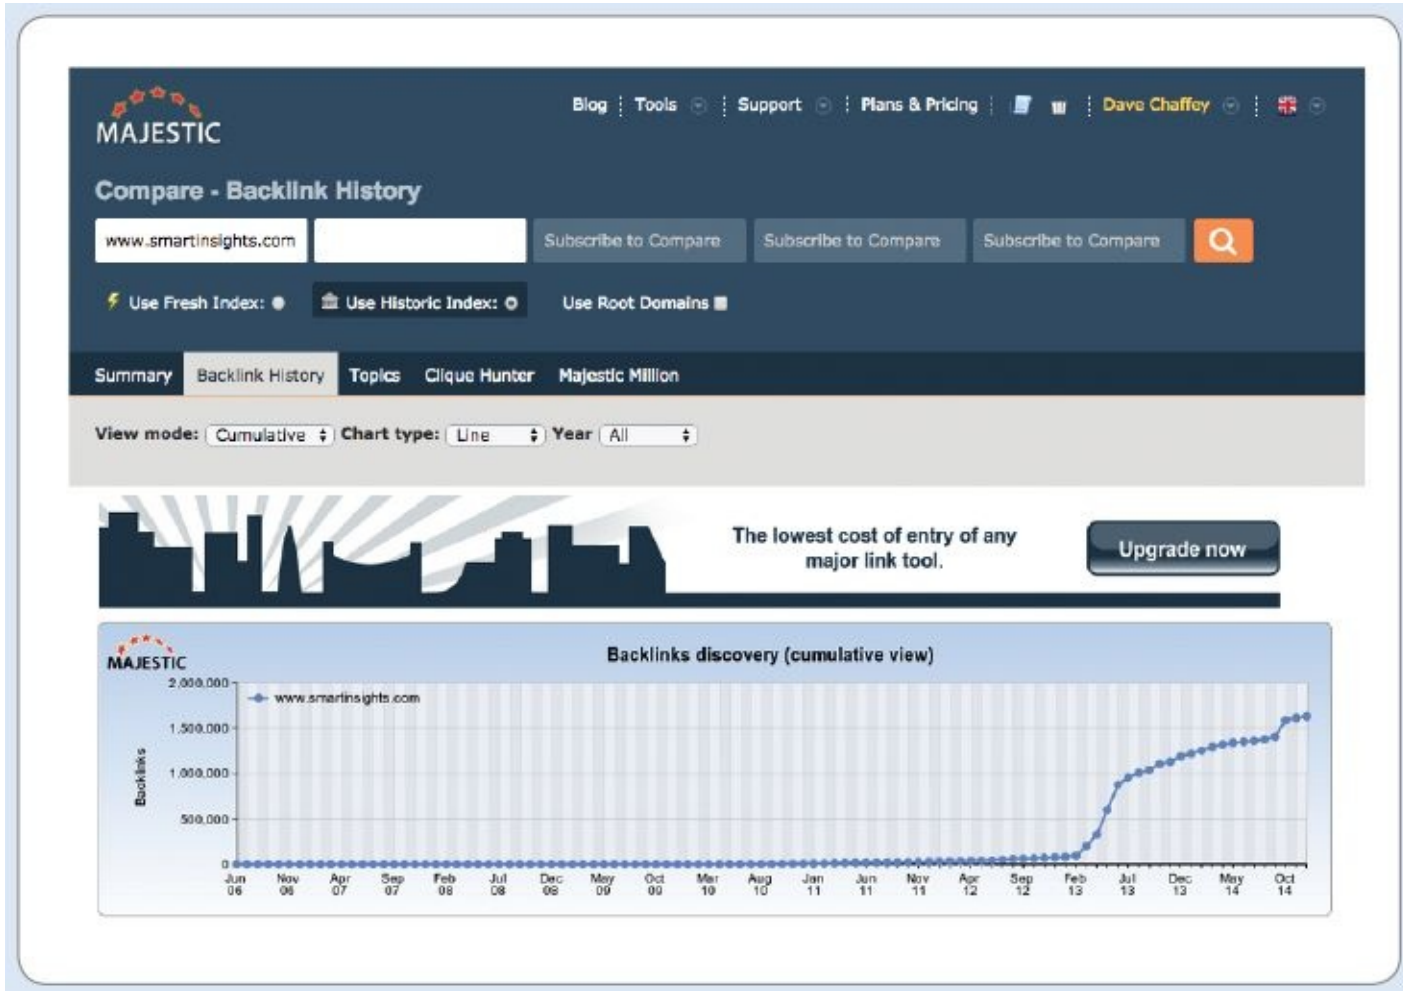 MAJESTIC
Blog Tools Support Plans & Pricing Dave Chaffey
Compare - Backlink History
www.smartinsights.com Subscribe to Compare Subscribe to Compare Subscribe to Compare
Use Fresh Index: Use Historic Index: Use Root Domains
Summary Backlink History Topics Clique Hunter Majestic Million
View mode: Cumulative Chart type: Line Year All
The lowest cost of entry of any
major link tool.
Upgrade now
MAJESTIC
Backlinks discovery (cumulative view)
www.smartinsights.com
2,000,000
1,500,000
1,000,000
500,000
0
Backlinks
Jun Nov Apr Sep Feb Jul Dec May Oct Mar Aug Jan Jun Nov Apr Sep Feb Jul Dec May Oct
06 06 07 07 08 08 08 09 09 10 10 11 11 11 12 12 13 13 13 14 14